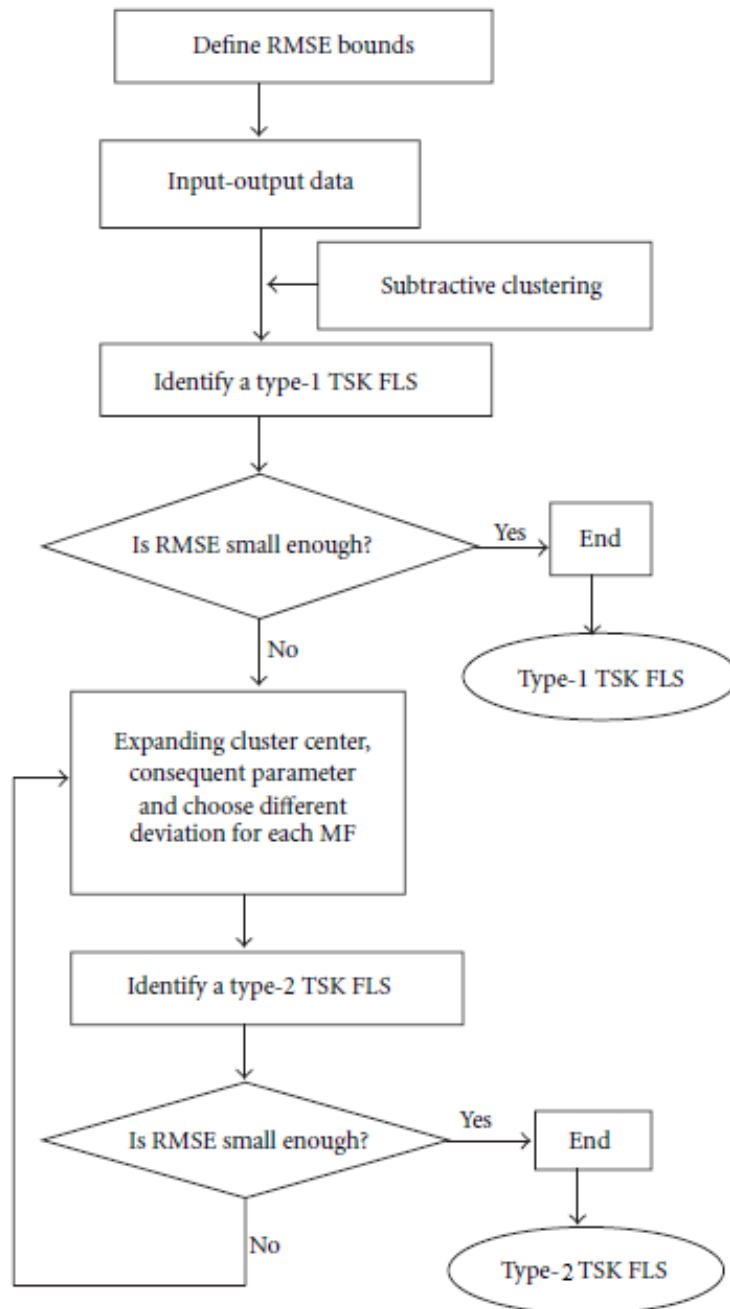 Define RMSE bounds
Input-output data
Subtractive clustering
Identify a type-1 TSK FLS
Is RMSE small enough?
Yes
End
No
Type-1 TSK FLS
Expanding cluster center,
consequent parameter
and choose different
deviation for each MF
Identify a type-2 TSK FLS
Is RMSE small enough?
Yes
End
No
Type-2 TSK FLS